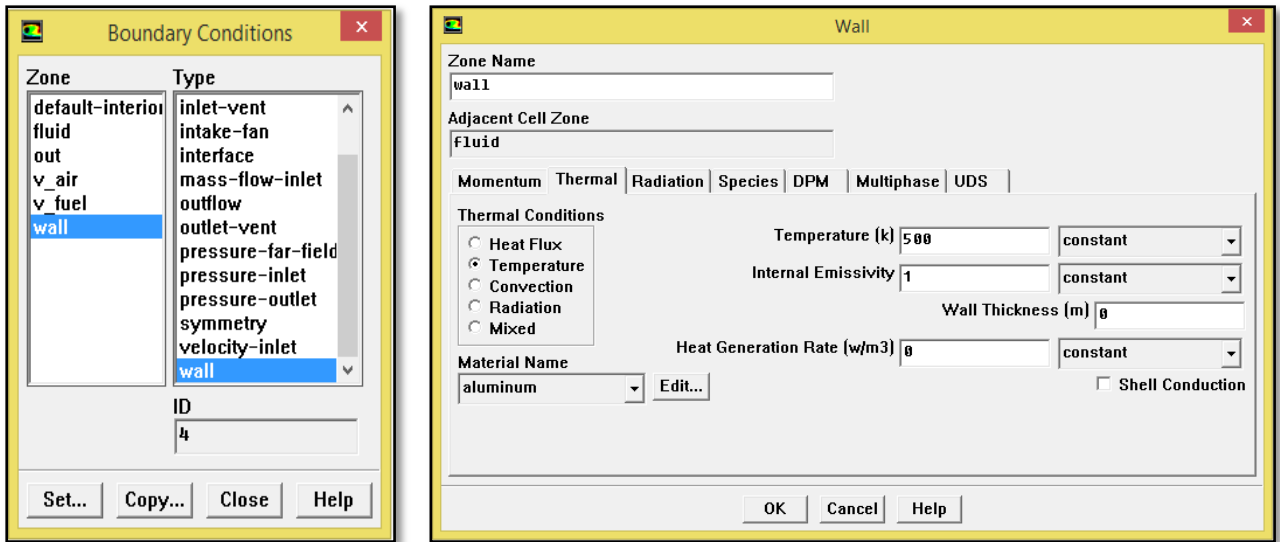 Boundary Conditions
Zone
Type
default-interior
fluid
out
v_air
v_fuel
wall
inlet-vent
intake-fan
interface
mass-flow-inlet
outflow
outlet-vent
pressure-far-field
pressure-inlet
pressure-outlet
symmetry
velocity-inlet
wall
ID
4
Set... Copy... Close Help
Wall
Zone Name
wall
Adjacent Cell Zone
fluid
Momentum Thermal Radiation Species DPM Multiphase UDS
Thermal Conditions
Heat Flux
Temperature
Convection
Radiation
Mixed
Material Name
aluminum Edit...
Temperature (k) 500 constant
Internal Emissivity 1 constant
Wall Thickness (m) 0
Heat Generation Rate (w/m3) 0 constant
Shell Conduction
OK Cancel Help